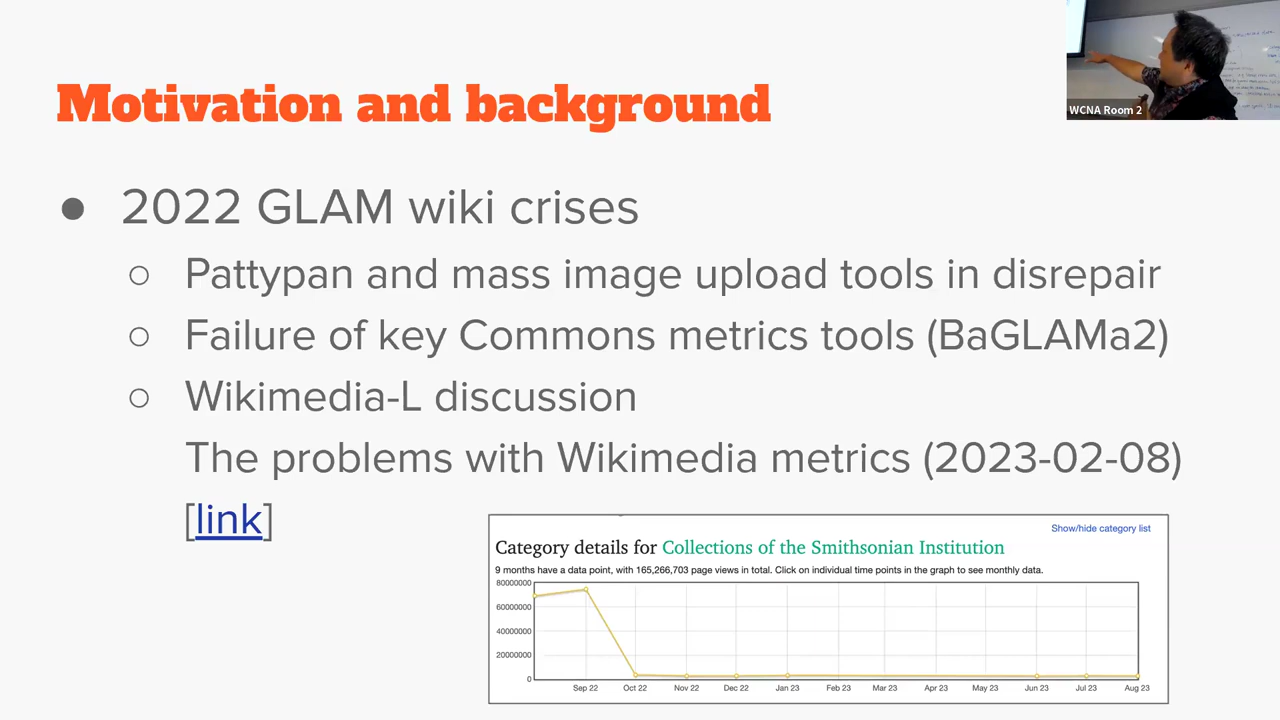 Motivation and background
WCNA Room 2
● 2022 GLAM wiki crises
○ Pattypan and mass image upload tools in disrepair
○ Failure of key Commons metrics tools (BaGLAMa2)
○ Wikimedia-L discussion
The problems with Wikimedia metrics (2023-02-08)
[link]
Show/hide category list
Category details for Collections of the Smithsonian Institution
9 months have a data point, with 165,266,703 page views in total. Click on individual time points in the graph to see monthly data.
80000000
60000000
40000000
20000000
0
Sep 22 Oct 22 Nov 22 Dec 22 Jan 23 Feb 23 Mar 23 Apr 23 May 23 Jun 23 Jul 23 Aug 23